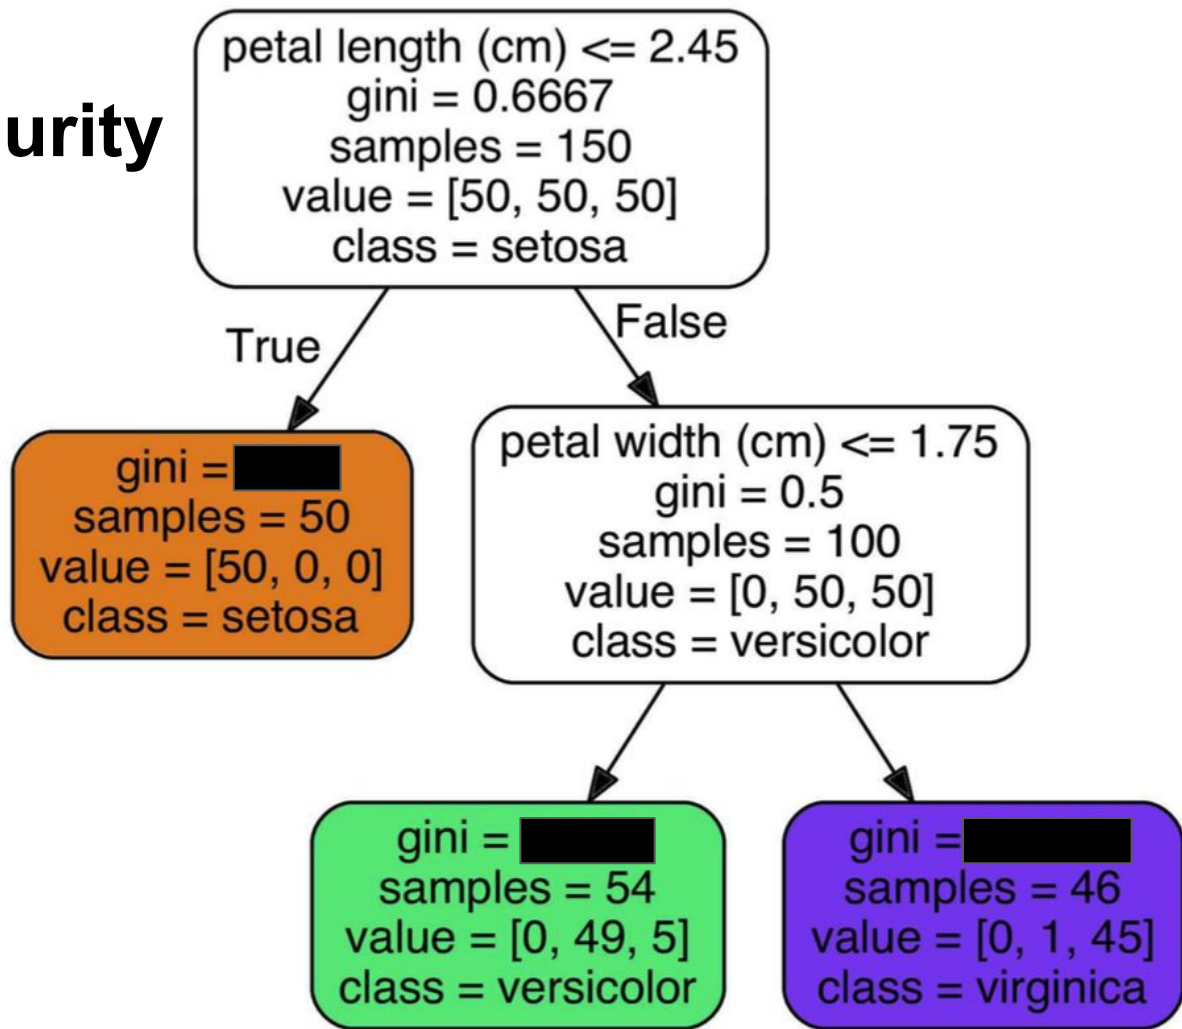 urity
petal length (cm) <= 2.45
gini = 0.6667
samples = 150
value = [50, 50, 50]
class = setosa
True
False
gini =
samples = 50
value = [50, 0, 0]
class = setosa
petal width (cm) <= 1.75
gini = 0.5
samples = 100
value = [0, 50, 50]
class = versicolor
gini =
samples = 54
value = [0, 49, 5]
class = versicolor
gini =
samples = 46
value = [0, 1, 45]
class = virginica